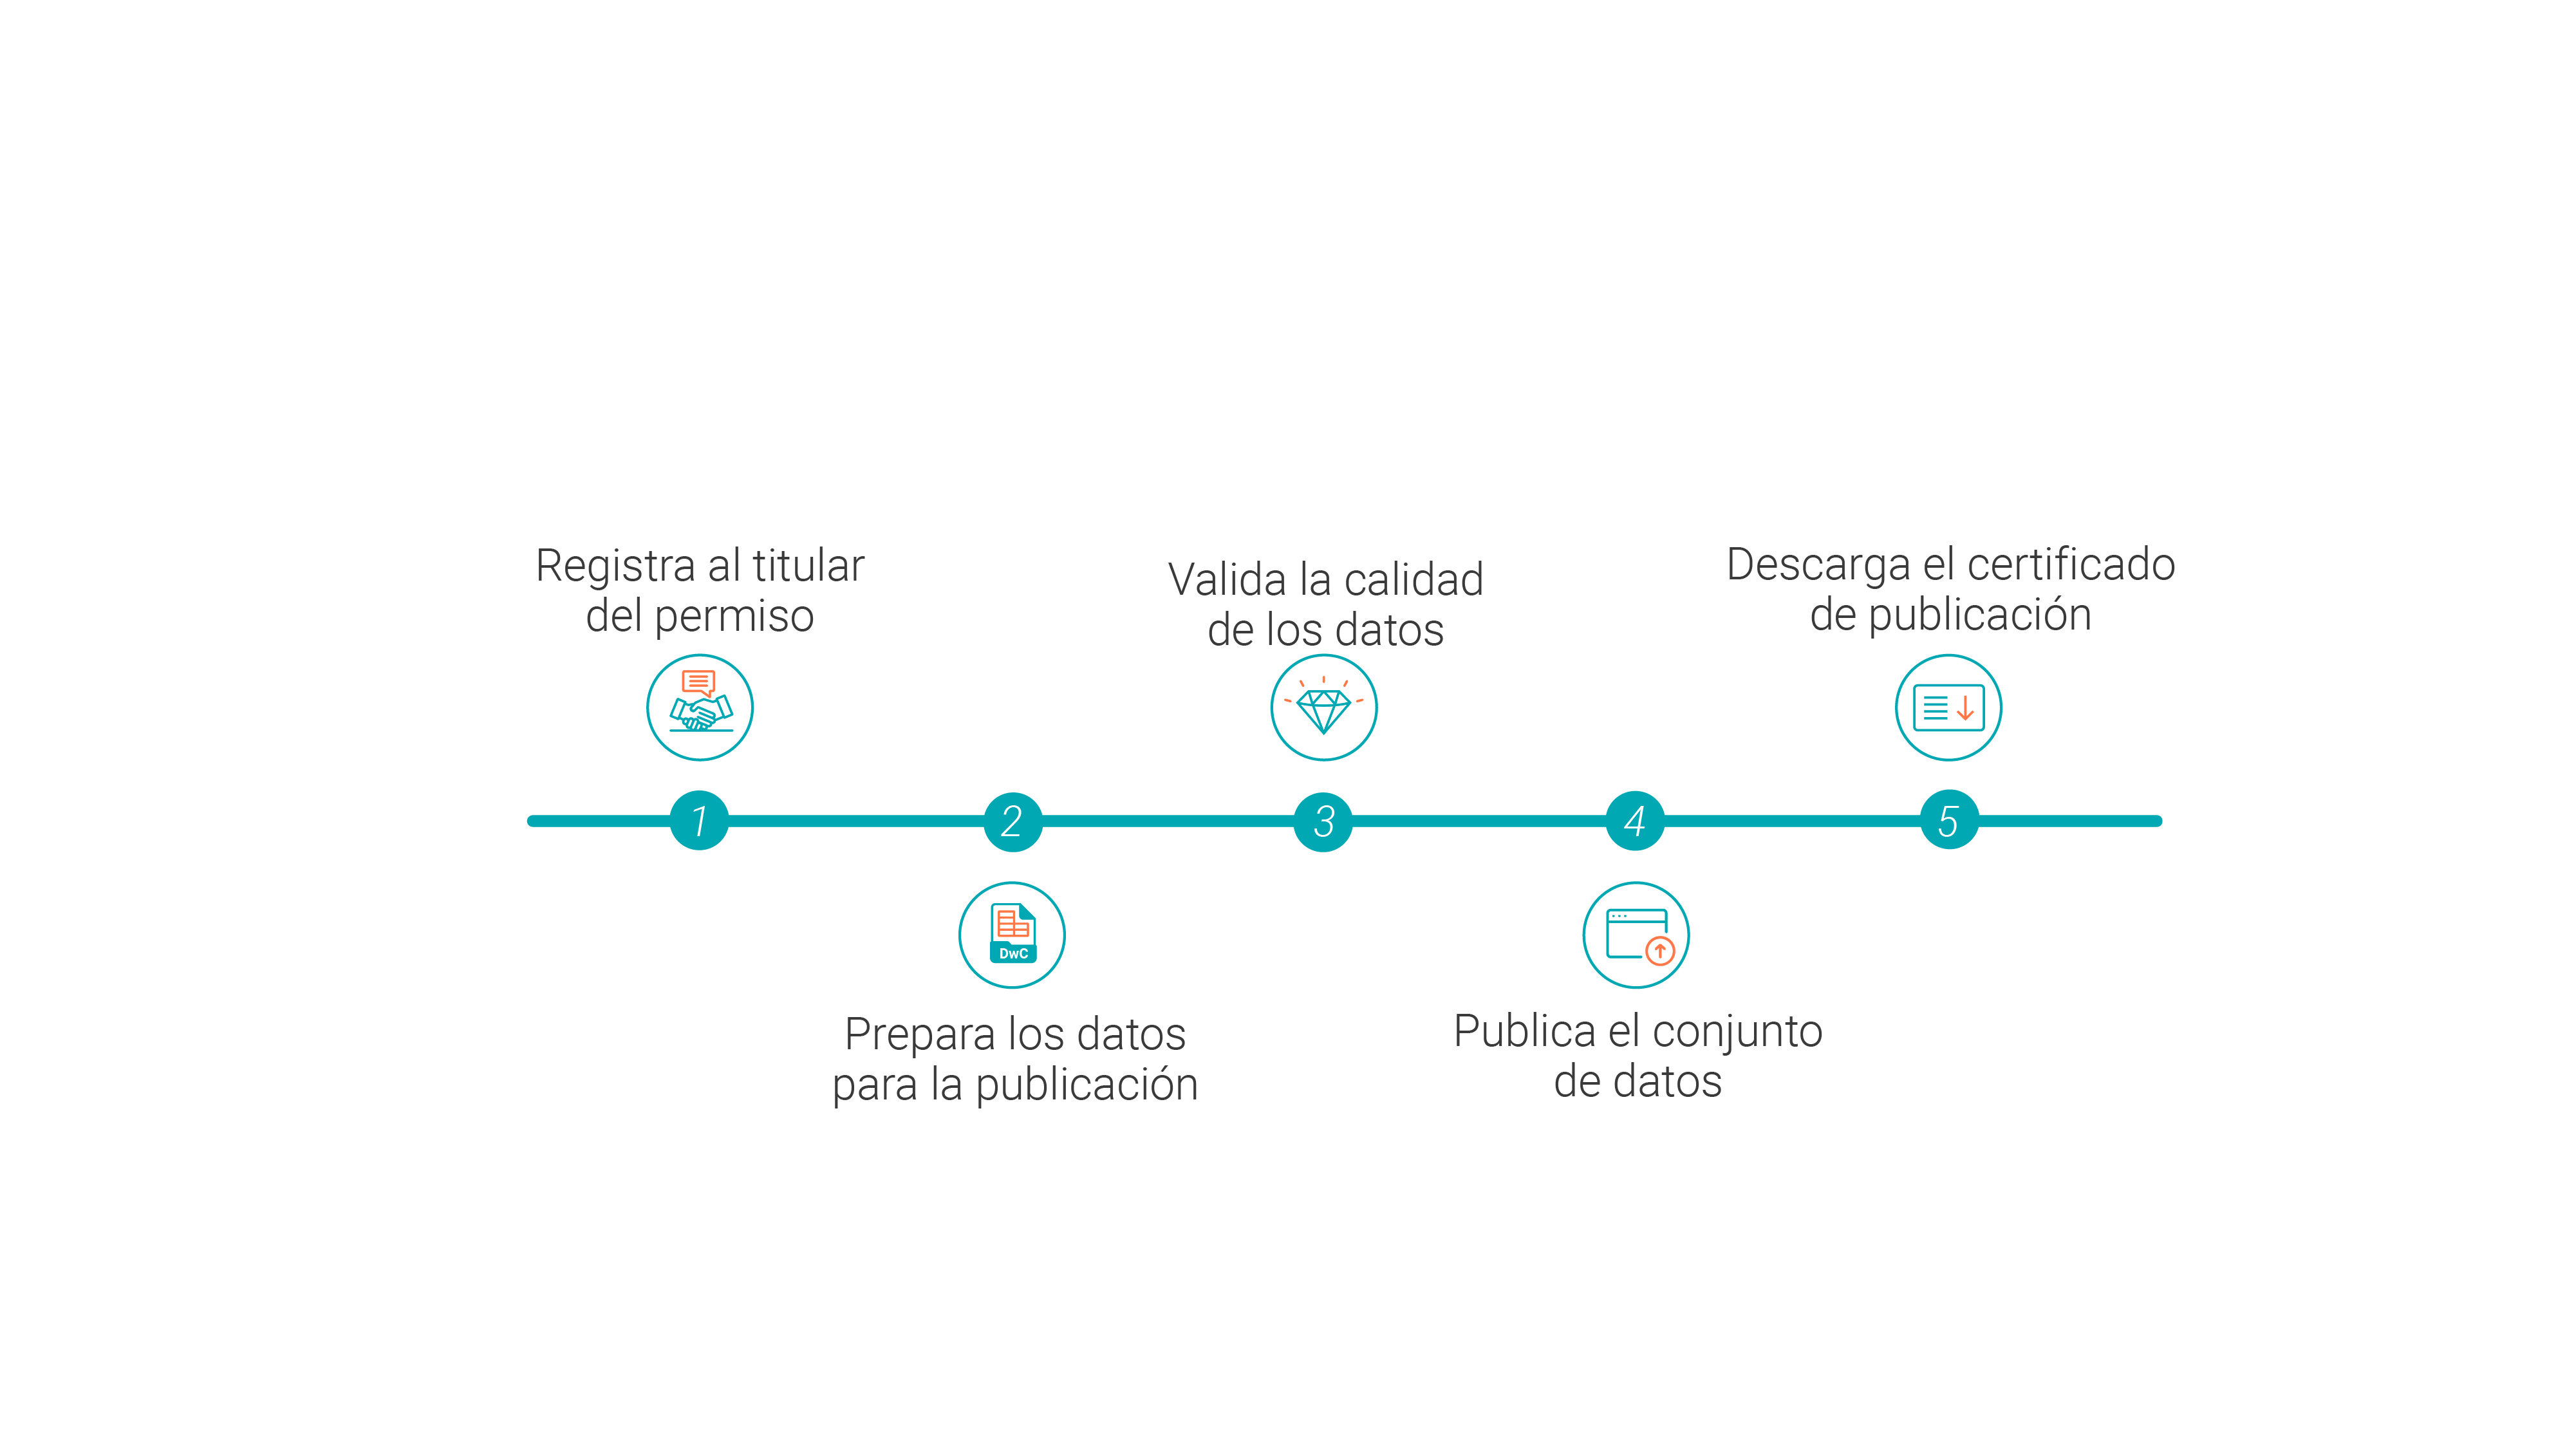 Registra al titular
del permiso
1
2
DwC
Prepara los datos
para la publicación
Valida la calidad
de los datos
3
4
Publica el conjunto
de datos
Descarga el certificado
de publicación
5